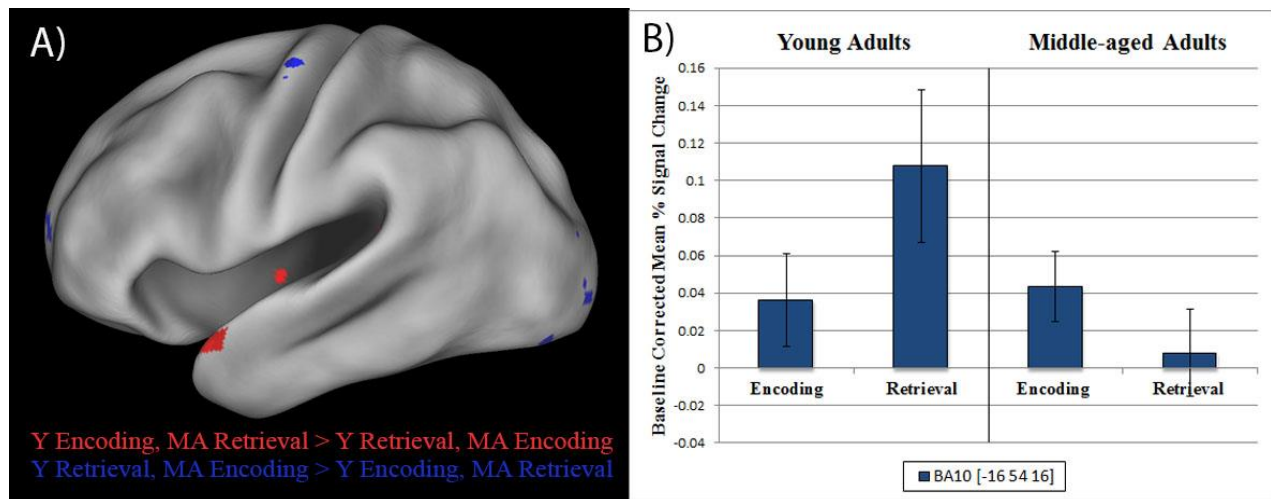 A)
Y Encoding, MA Retrieval > Y Retrieval, MA Encoding
Y Retrieval, MA Encoding > Y Encoding, MA Retrieval
B)
Young Adults
Middle-aged Adults
Baseline Corrected Mean % Signal Change
0.16
0.14
0.12
0.1
0.08
0.06
0.04
0.02
0
-0.02
-0.04
Encoding
Retrieval
Encoding
Retrieval
BA10 [-16 54 16]